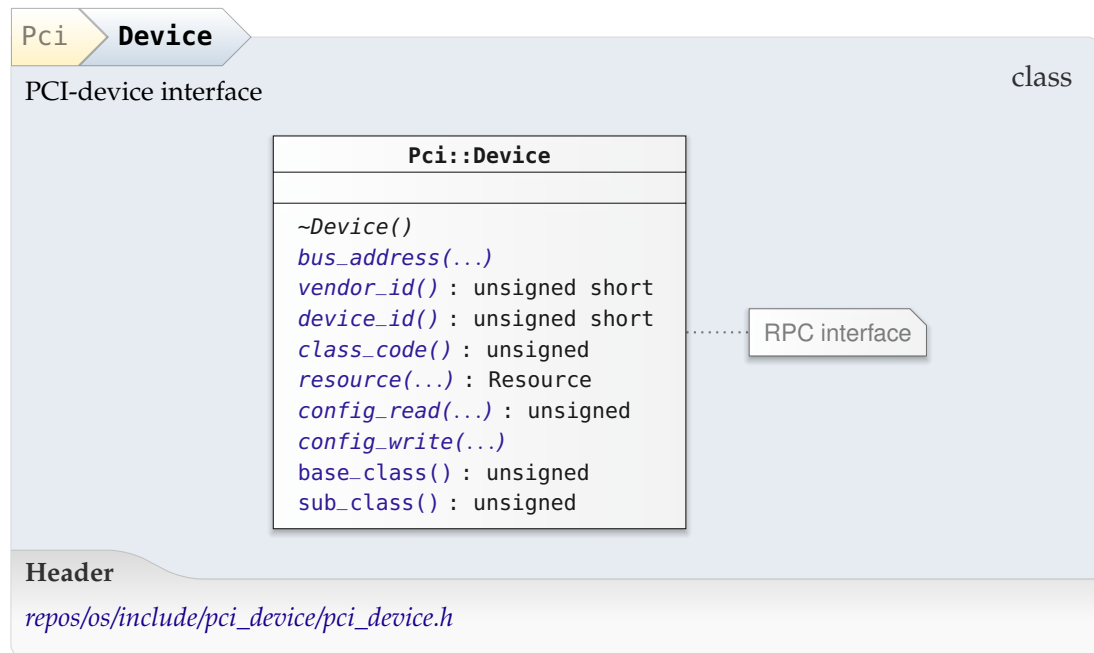 Pci Device
class
PCI-device interface
Pci::Device
~Device()
bus_address(...)
vendor_id() : unsigned short
device_id() : unsigned short
class_code() : unsigned
resource(...) : Resource
config_read(...) : unsigned
config_write(...)
base_class() : unsigned
sub_class() : unsigned
RPC interface
Header
repos/os/include/pci_device/pci_device.h